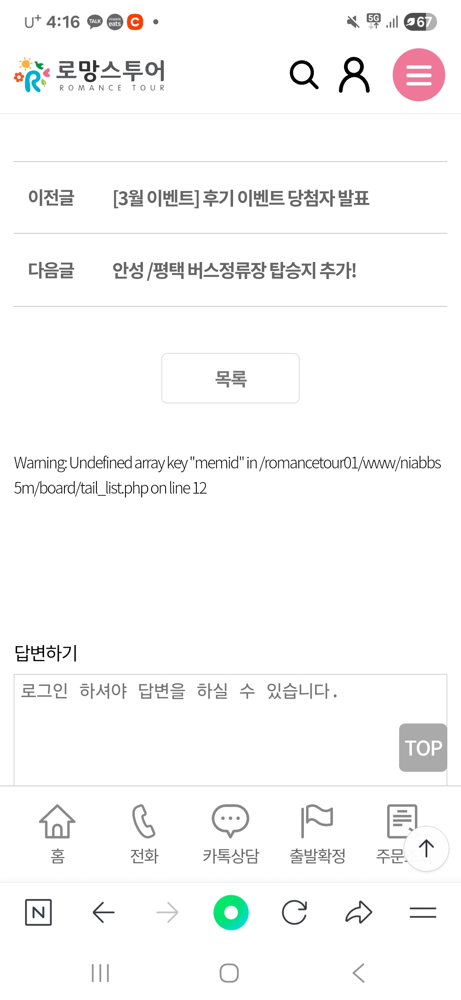 U+ 4:16 TALK coupang eats C 5G 67
로망스투어
ROMANCE TOUR
이전글 [3월 이벤트] 후기 이벤트 당첨자 발표
다음글 안성 /평택 버스정류장 탑승지 추가!
목록
Warning: Undefined array key "memid" in /romancetour01/www/niabbs
5m/board/tail_list.php on line 12
답변하기
로그인 하셔야 답변을 하실 수 있습니다.
TOP
홈 전화 카톡상담 출발확정 주문조회
N